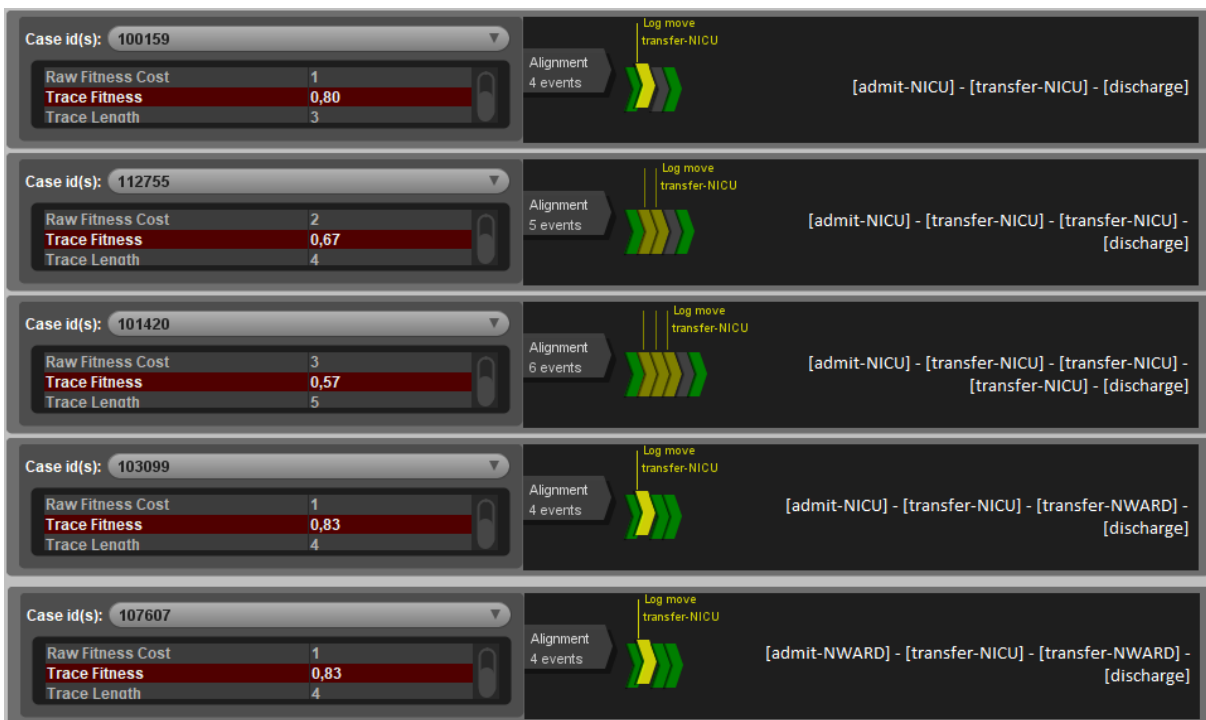 Case id(s): 100159
Raw Fitness Cost 1
Trace Fitness 0,80
Trace Length 3
Alignment
4 events
Log move
transfer-NICU
[admit-NICU] - [transfer-NICU] - [discharge]
Case id(s): 112755
Raw Fitness Cost 2
Trace Fitness 0,67
Trace Length 4
Alignment
5 events
Log move
transfer-NICU
[admit-NICU] - [transfer-NICU] - [transfer-NICU] -
[discharge]
Case id(s): 101420
Raw Fitness Cost 3
Trace Fitness 0,57
Trace Length 5
Alignment
6 events
Log move
transfer-NICU
[admit-NICU] - [transfer-NICU] - [transfer-NICU] -
[transfer-NICU] - [discharge]
Case id(s): 103099
Raw Fitness Cost 1
Trace Fitness 0,83
Trace Length 4
Alignment
4 events
Log move
transfer-NICU
[admit-NICU] - [transfer-NICU] - [transfer-NWARD] -
[discharge]
Case id(s): 107607
Raw Fitness Cost 1
Trace Fitness 0,83
Trace Length 4
Alignment
4 events
Log move
transfer-NICU
[admit-NWARD] - [transfer-NICU] - [transfer-NWARD] -
[discharge]